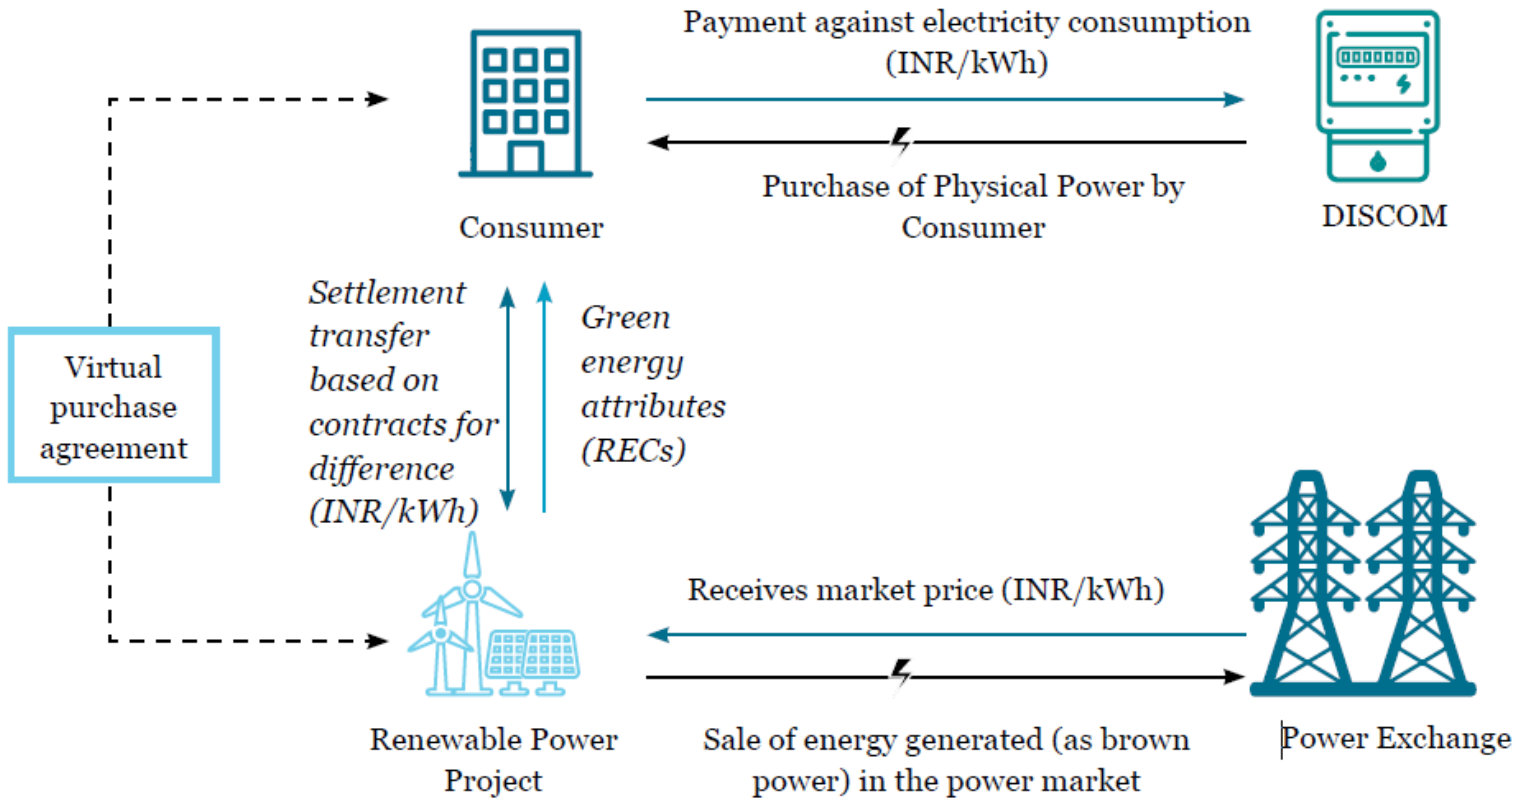 Payment against electricity consumption
(INR/kWh)
Purchase of Physical Power by
Consumer
Consumer
DISCOM
Settlement
transfer
based on
contracts for
difference
(INR/kWh)
Green
energy
attributes
(RECs)
Virtual
purchase
agreement
Receives market price (INR/kWh)
Renewable Power
Project
Sale of energy generated (as brown
power) in the power market
Power Exchange